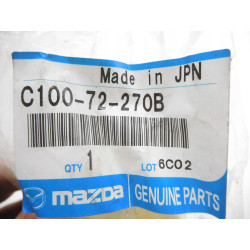 Made in JPN
C100-72-270B
QTY 1 LOT 6C02
mazda GENUINE PARTS